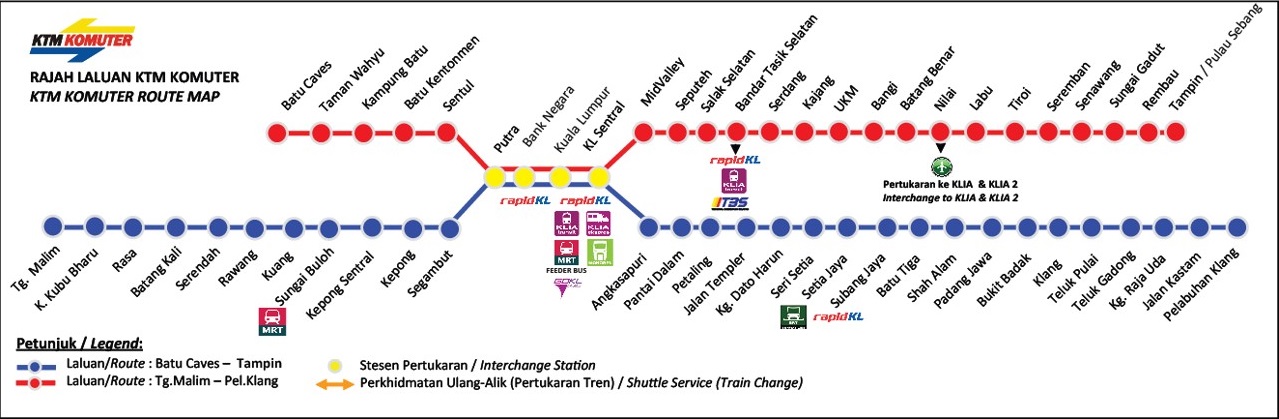 KTM KOMUTER
RAJAH LALUAN KTM KOMUTER
KTM KOMUTER ROUTE MAP
Batu Caves
Taman Wahyu
Kampung Batu
Batu Kentonmen
Sentul
Putra
Bank Negara
Kuala Lumpur
KL Sentral
MidValley
Seputeh
Salak Selatan
Bandar Tasik Selatan
Serdang
Kajang
UKM
Bangi
Batang Benar
Nilai
Labu
Tiroi
Seremban
Senawang
Sungai Gadut
Rembau
Tampin / Pulau Sebang
rapidKL
KLIA
transit
TBS
Pertukaran ke KLIA & KLIA 2
Interchange to KLIA & KLIA 2
rapidKL
rapidKL
KLIA
transit
KLIA
ekspres
MRT
FEEDER BUS
GOKL
Tg. Malim
K. Kubu Bharu
Rasa
Batang Kali
Serendah
Rawang
Kuang
Sungai Buloh
Kepong Sentral
Kepong
Segambut
Angkasapuri
Pantai Dalam
Petaling
Jalan Templer
Kg. Dato Harun
Seri Setia
Setia Jaya
Subang Jaya
Batu Tiga
Shah Alam
Padang Jawa
Bukit Badak
Klang
Teluk Pulai
Teluk Gadong
Kg. Raja Uda
Jalan Kastam
Pelabuhan Klang
MRT
rapidKL
Petunjuk / Legend:
Laluan/Route : Batu Caves – Tampin
Laluan/Route : Tg.Malim – Pel.Klang
Stesen Pertukaran / Interchange Station
Perkhidmatan Ulang-Alik (Pertukaran Tren) / Shuttle Service (Train Change)